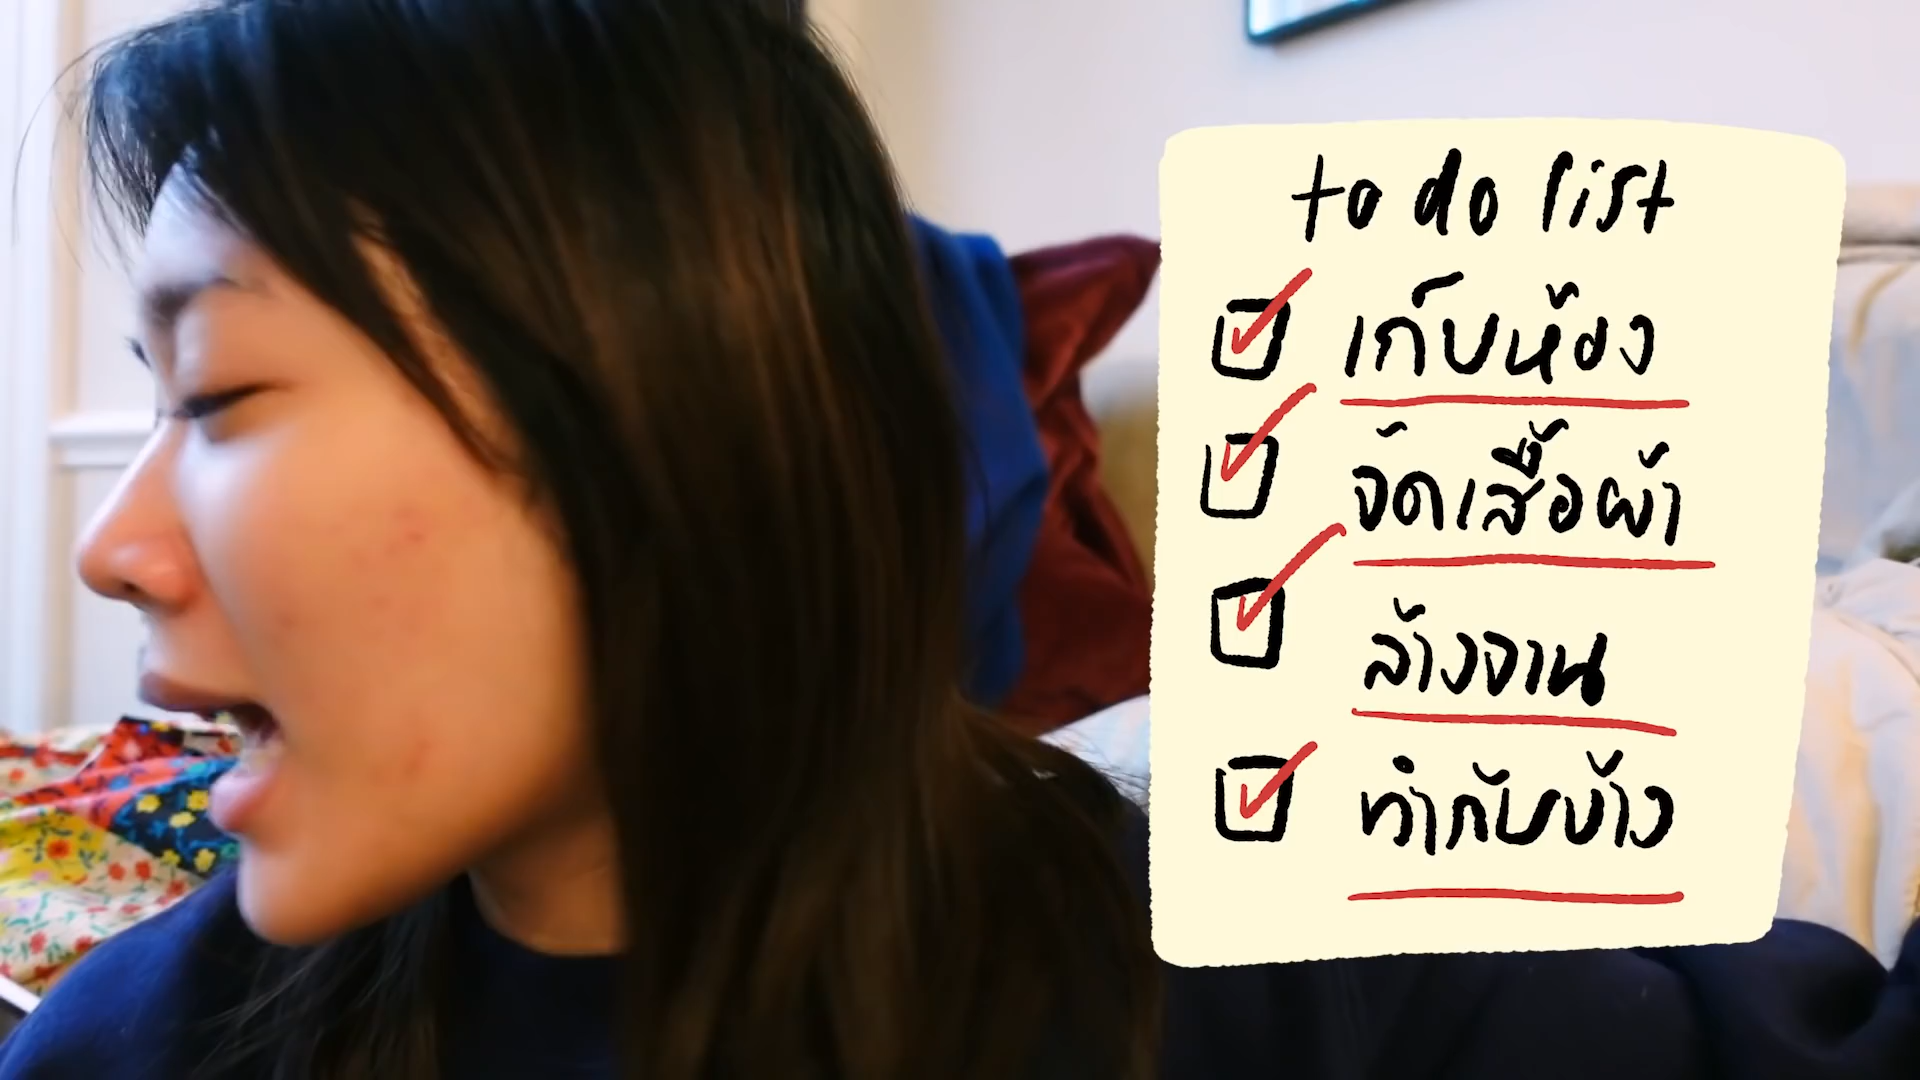 to do list
เก็บห้อง
จัดเสื้อผ้า
ล้างจาน
ทำกับข้าง